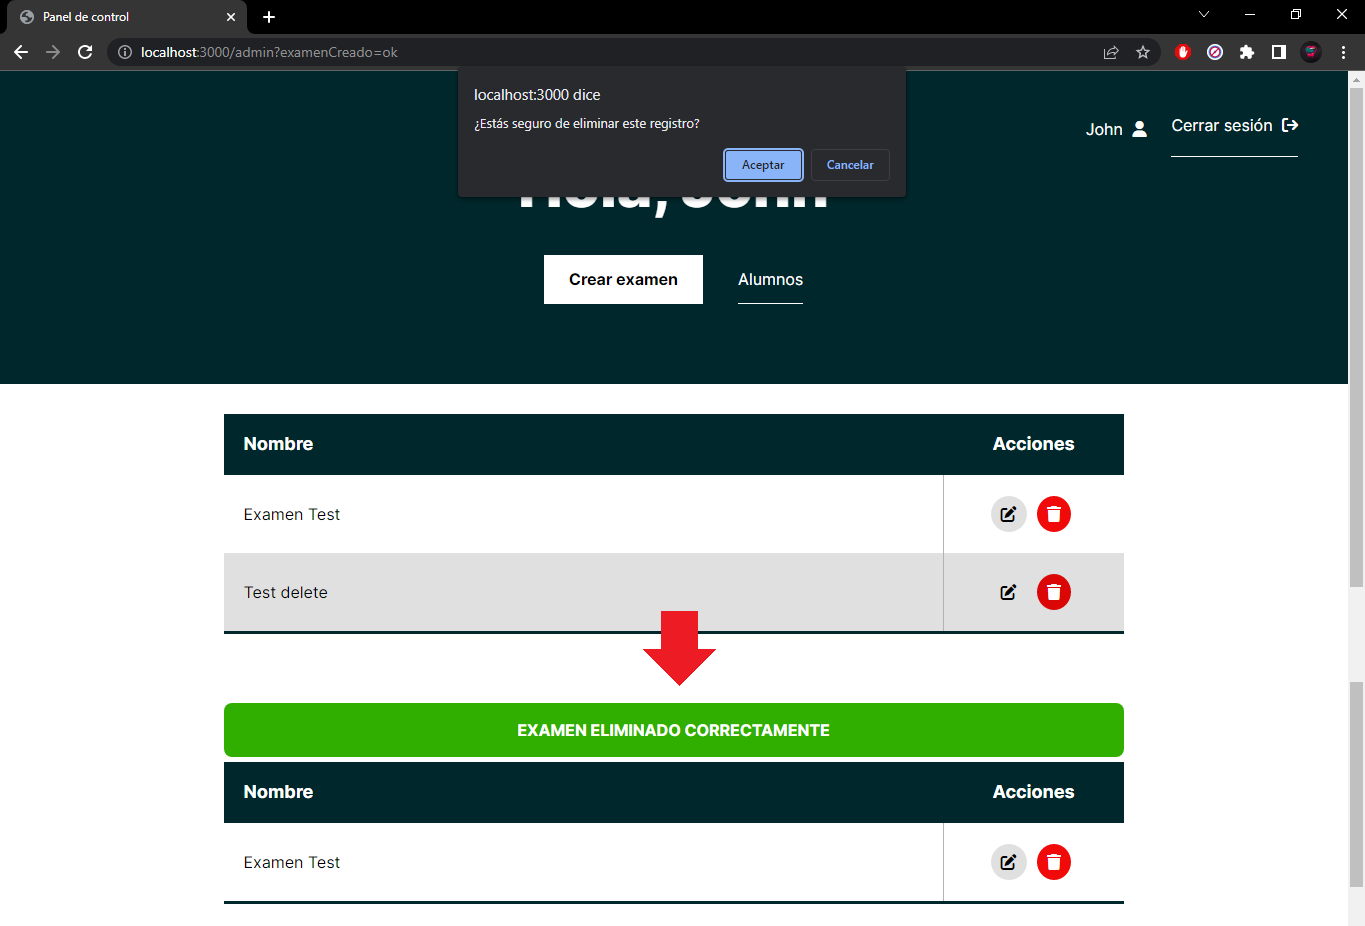 Panel de control
localhost:3000/admin?examenCreado=ok
localhost:3000 dice
¿Estás seguro de eliminar este registro?
Aceptar
Cancelar
John
Cerrar sesión
Hola, John
Crear examen
Alumnos
Nombre
Acciones
Examen Test
Test delete
EXAMEN ELIMINADO CORRECTAMENTE
Nombre
Acciones
Examen Test